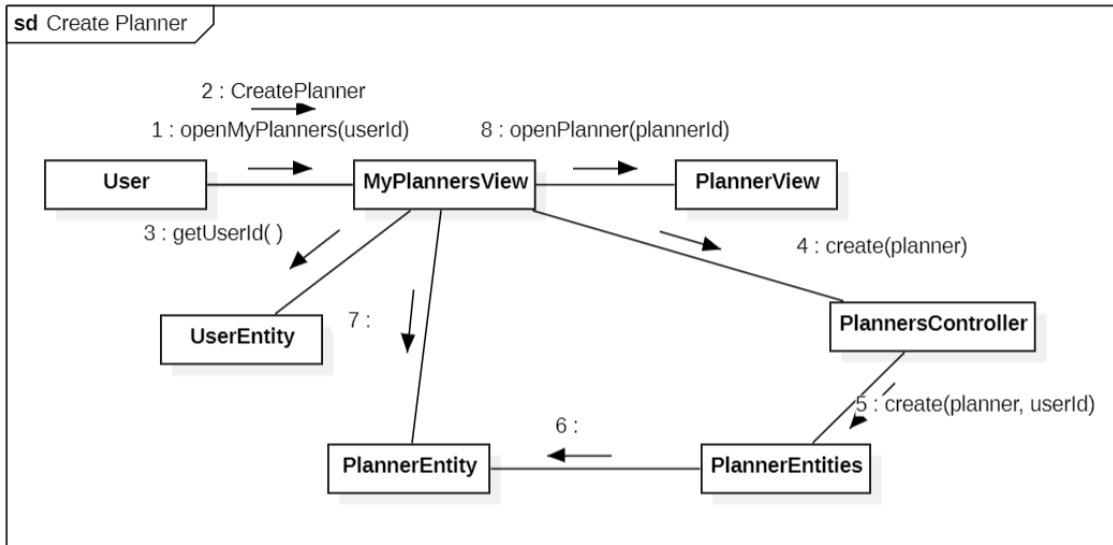 sd Create Planner
2 : CreatePlanner
1 : openMyPlanners(userId)
8 : openPlanner(plannerId)
User
MyPlannersView
PlannerView
3 : getUserId( )
4 : create(planner)
7 :
UserEntity
PlannersController
5 : create(planner, userId)
6 :
PlannerEntity
PlannerEntities